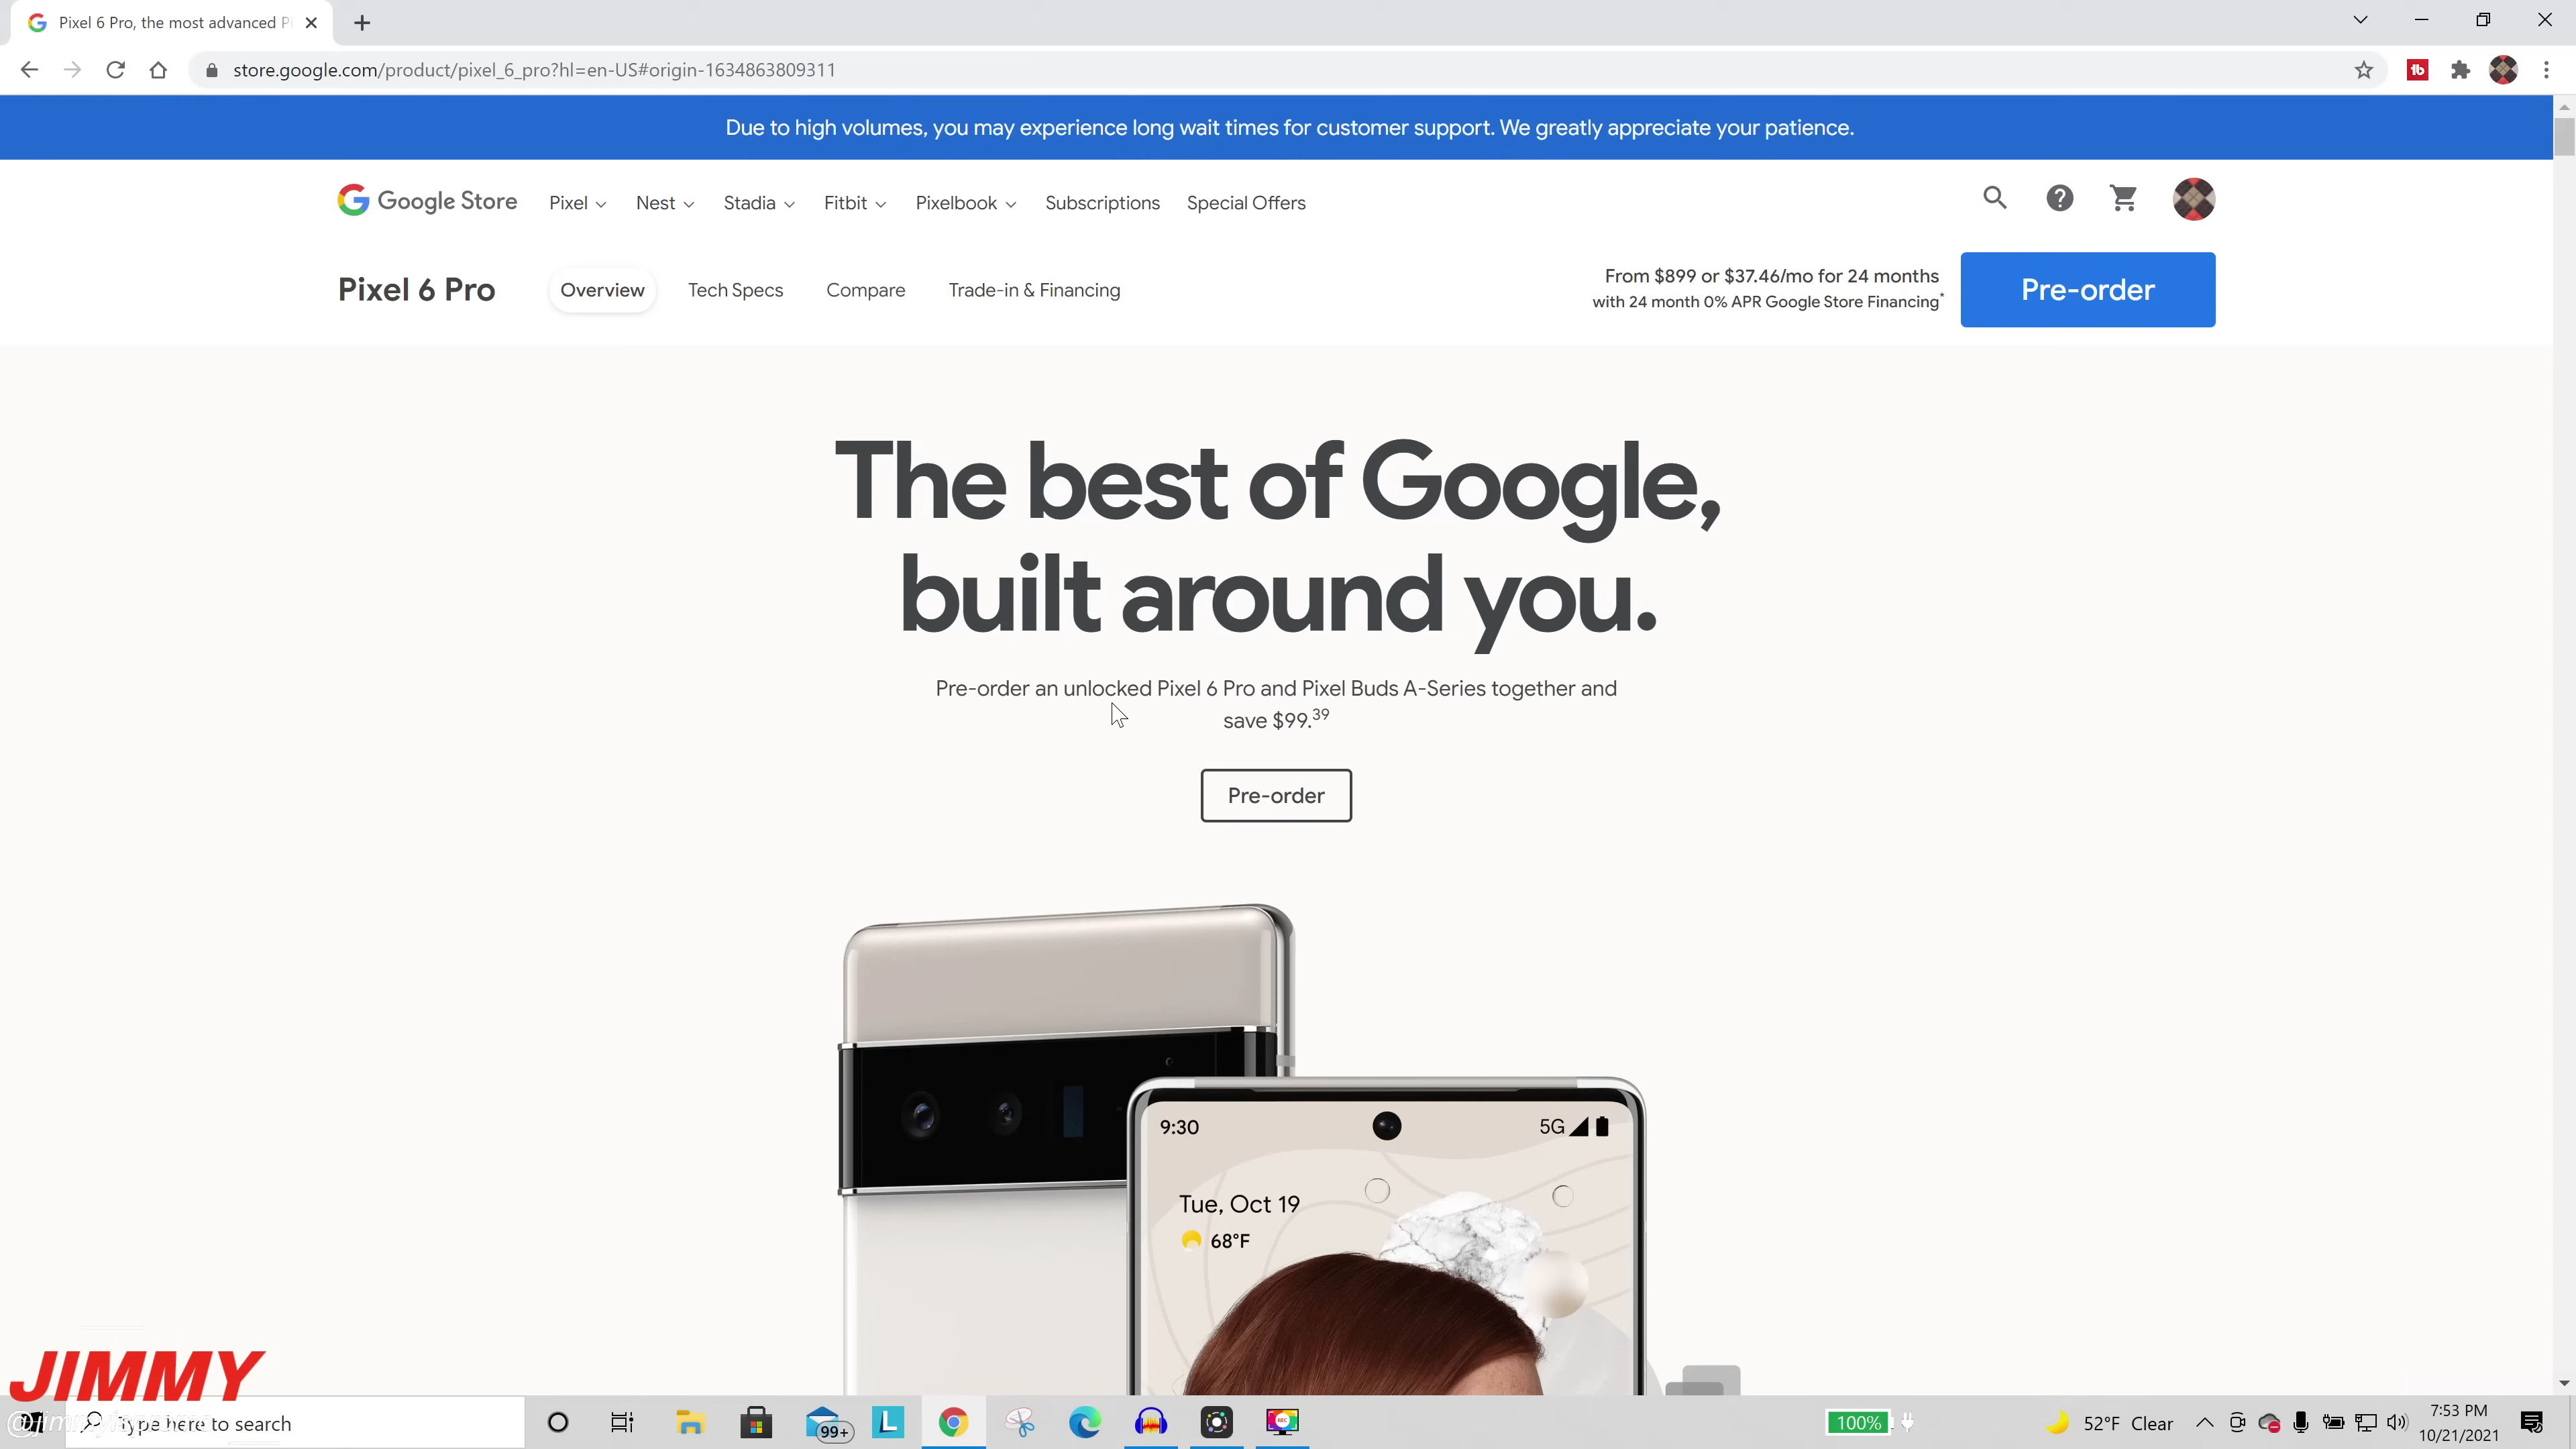 Pixel 6 Pro, the most advanced P
store.google.com/product/pixel_6_pro?hl=en-US#origin-1634863809311
Due to high volumes, you may experience long wait times for customer support. We greatly appreciate your patience.
Google Store Pixel Nest Stadia Fitbit Pixelbook Subscriptions Special Offers
Pixel 6 Pro Overview Tech Specs Compare Trade-in & Financing
From $899 or $37.46/mo for 24 months
with 24 month 0% APR Google Store Financing*
Pre-order
The best of Google,
built around you.
Pre-order an unlocked Pixel 6 Pro and Pixel Buds A-Series together and
save $99.39
Pre-order
9:30 5G
Tue, Oct 19
68°F
JIMMY
Type here to search
99+
L
REC
100%
52°F Clear
7:53 PM
10/21/2021